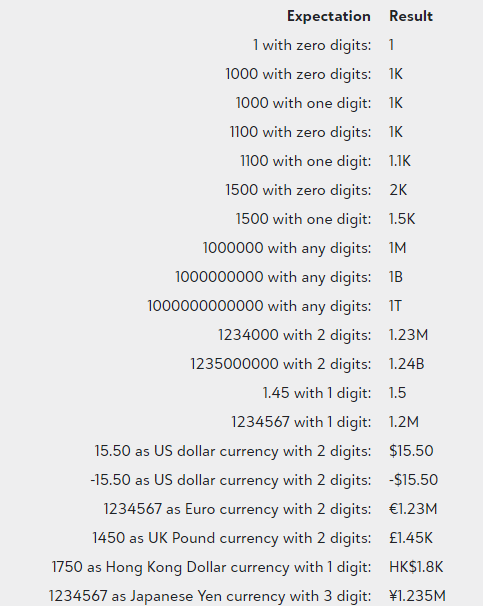 Expectation Result
1 with zero digits: 1
1000 with zero digits: 1K
1000 with one digit: 1K
1100 with zero digits: 1K
1100 with one digit: 1.1K
1500 with zero digits: 2K
1500 with one digit: 1.5K
1000000 with any digits: 1M
1000000000 with any digits: 1B
1000000000000 with any digits: 1T
1234000 with 2 digits: 1.23M
1235000000 with 2 digits: 1.24B
1.45 with 1 digit: 1.5
1234567 with 1 digit: 1.2M
15.50 as US dollar currency with 2 digits: $15.50
-15.50 as US dollar currency with 2 digits: -$15.50
1234567 as Euro currency with 2 digits: €1.23M
1450 as UK Pound currency with 2 digits: £1.45K
1750 as Hong Kong Dollar currency with 1 digit: HK$1.8K
1234567 as Japanese Yen currency with 3 digit: ¥1.235M